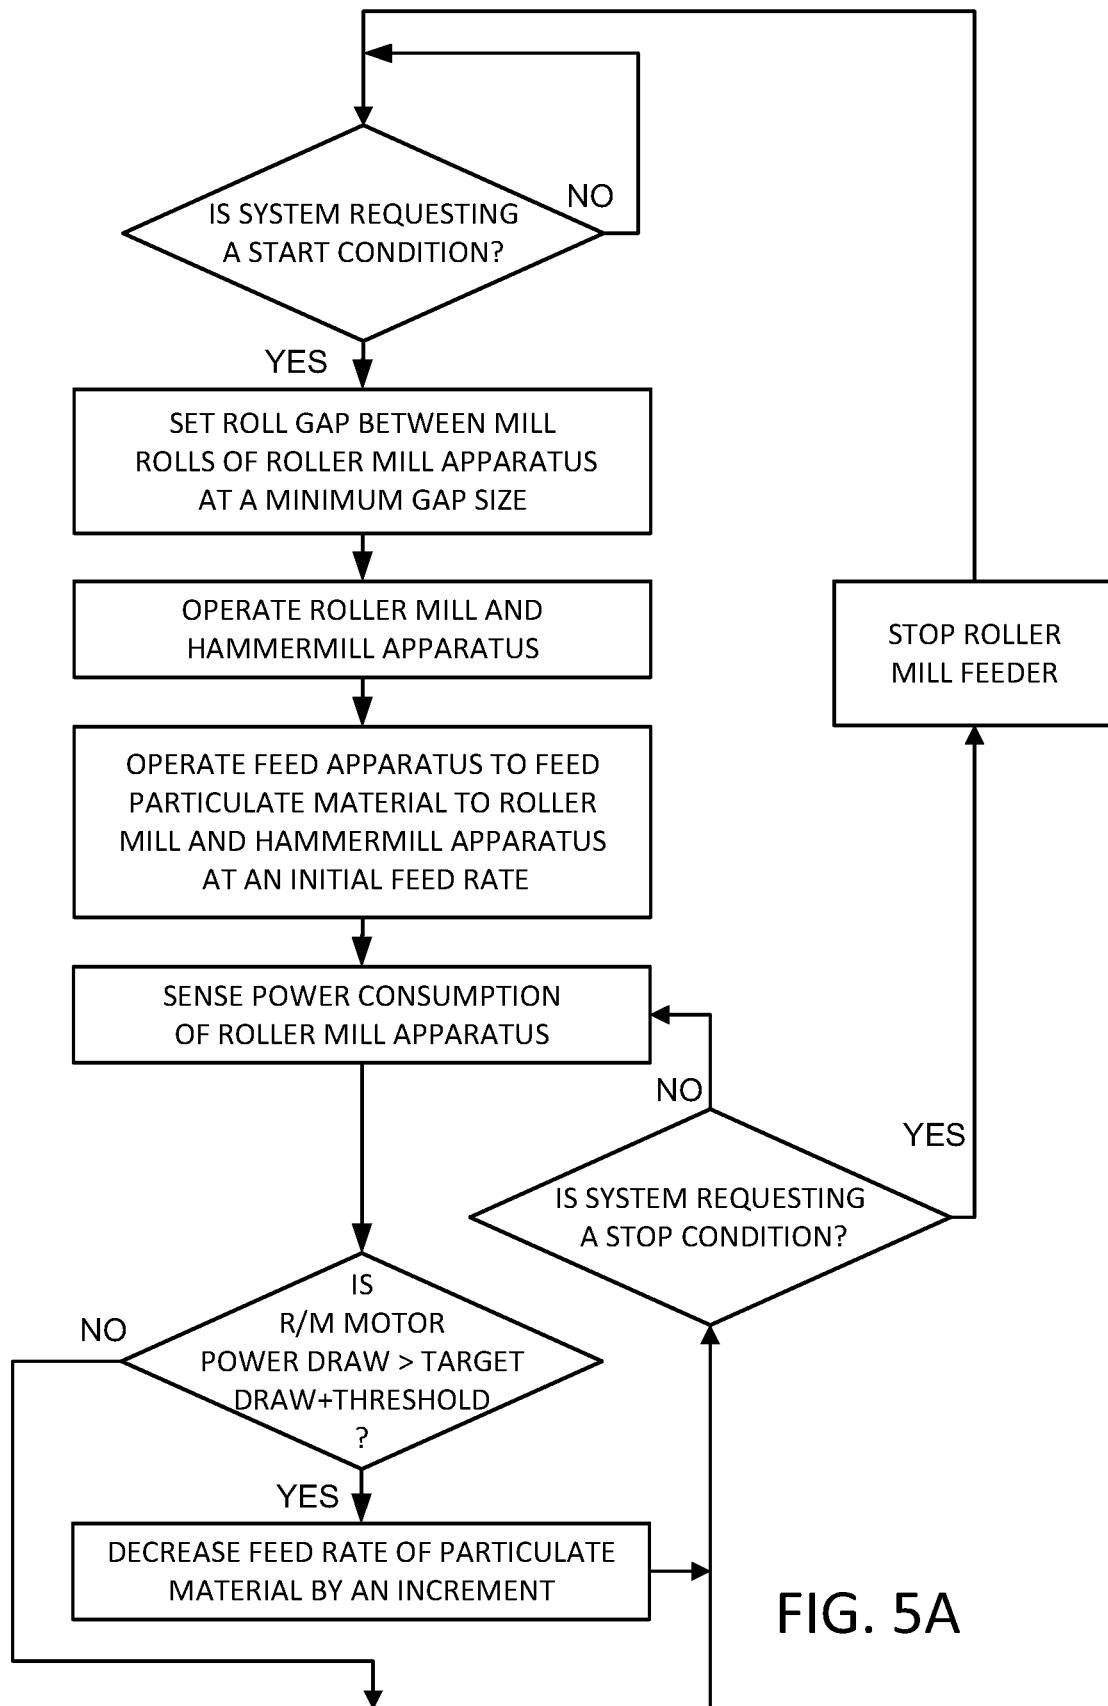 NO
IS SYSTEM REQUESTING
A START CONDITION?
YES
SET ROLL GAP BETWEEN MILL
ROLLS OF ROLLER MILL APPARATUS
AT A MINIMUM GAP SIZE
OPERATE ROLLER MILL AND
HAMMERMILL APPARATUS
STOP ROLLER
MILL FEEDER
OPERATE FEED APPARATUS TO FEED
PARTICULATE MATERIAL TO ROLLER
MILL AND HAMMERMILL APPARATUS
AT AN INITIAL FEED RATE
SENSE POWER CONSUMPTION
OF ROLLER MILL APPARATUS
NO
YES
IS SYSTEM REQUESTING
A STOP CONDITION?
NO
IS
R/M MOTOR
POWER DRAW > TARGET
DRAW+THRESHOLD
?
YES
DECREASE FEED RATE OF PARTICULATE
MATERIAL BY AN INCREMENT
FIG. 5A